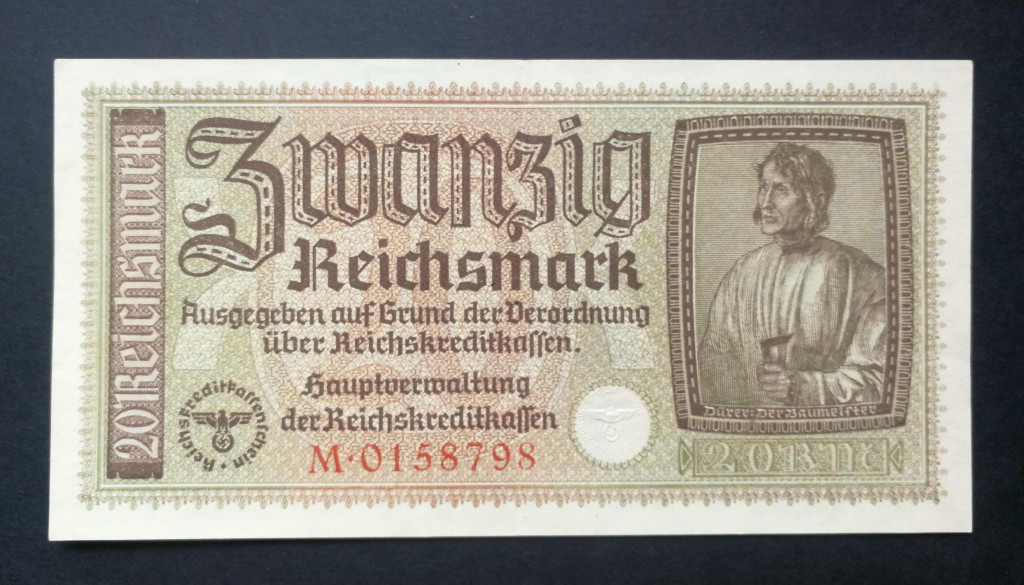 20 Reichsmark
Zwanzig
Reichsmark
Ausgegeben auf Grund der Verordnung
über Reichskreditkassen.
Hauptverwaltung
der Reichskreditkassen
M·0158798
Reichskreditkassenschein
Dürer: Der Baumeister
20 RM